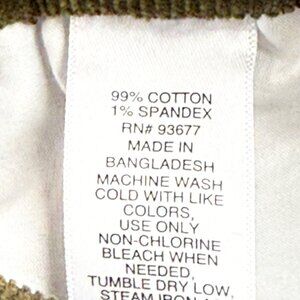 99% COTTON
1% SPANDEX
RN# 93677
MADE IN
BANGLADESH
MACHINE WASH
COLD WITH LIKE
COLORS,
USE ONLY
NON-CHLORINE
BLEACH WHEN
NEEDED,
TUMBLE DRY LOW,
STEAM IRON